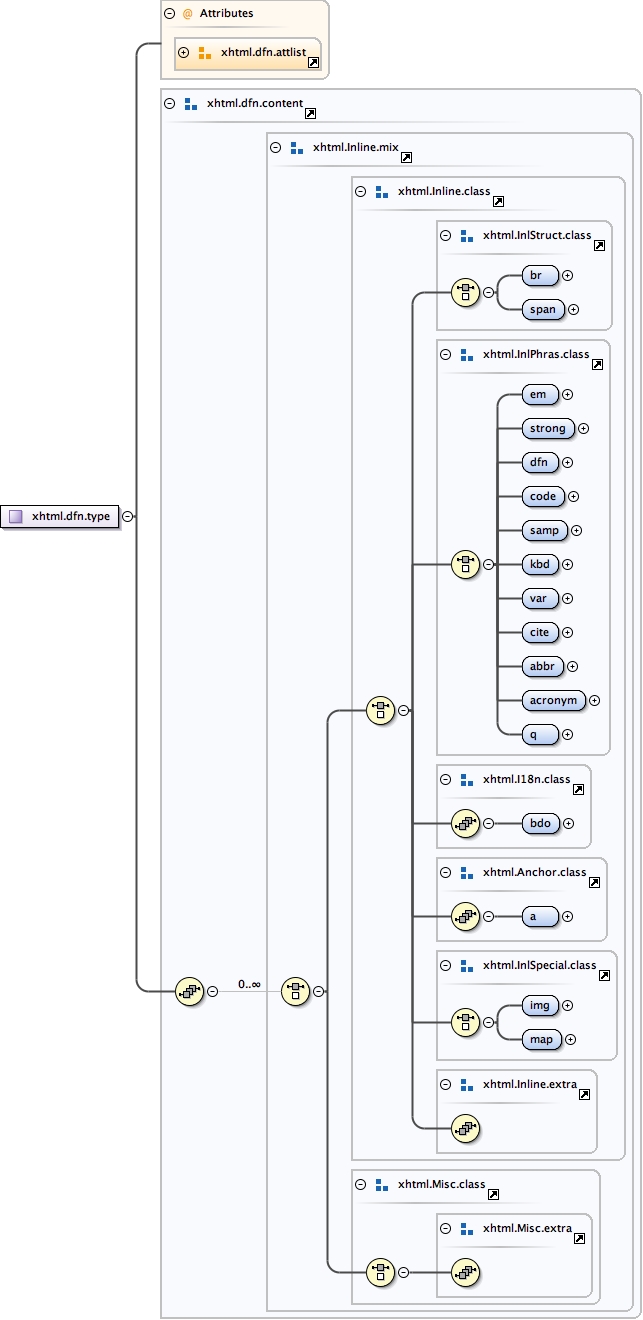 @ Attributes
xhtml.dfn.attlist
xhtml.dfn.content
xhtml.Inline.mix
xhtml.Inline.class
xhtml.InlStruct.class
br
span
xhtml.InlPhras.class
em
strong
dfn
xhtml.dfn.type
code
samp
kbd
var
cite
abbr
acronym
q
xhtml.I18n.class
bdo
xhtml.Anchor.class
a
xhtml.InlSpecial.class
0..∞
img
map
xhtml.Inline.extra
xhtml.Misc.class
xhtml.Misc.extra